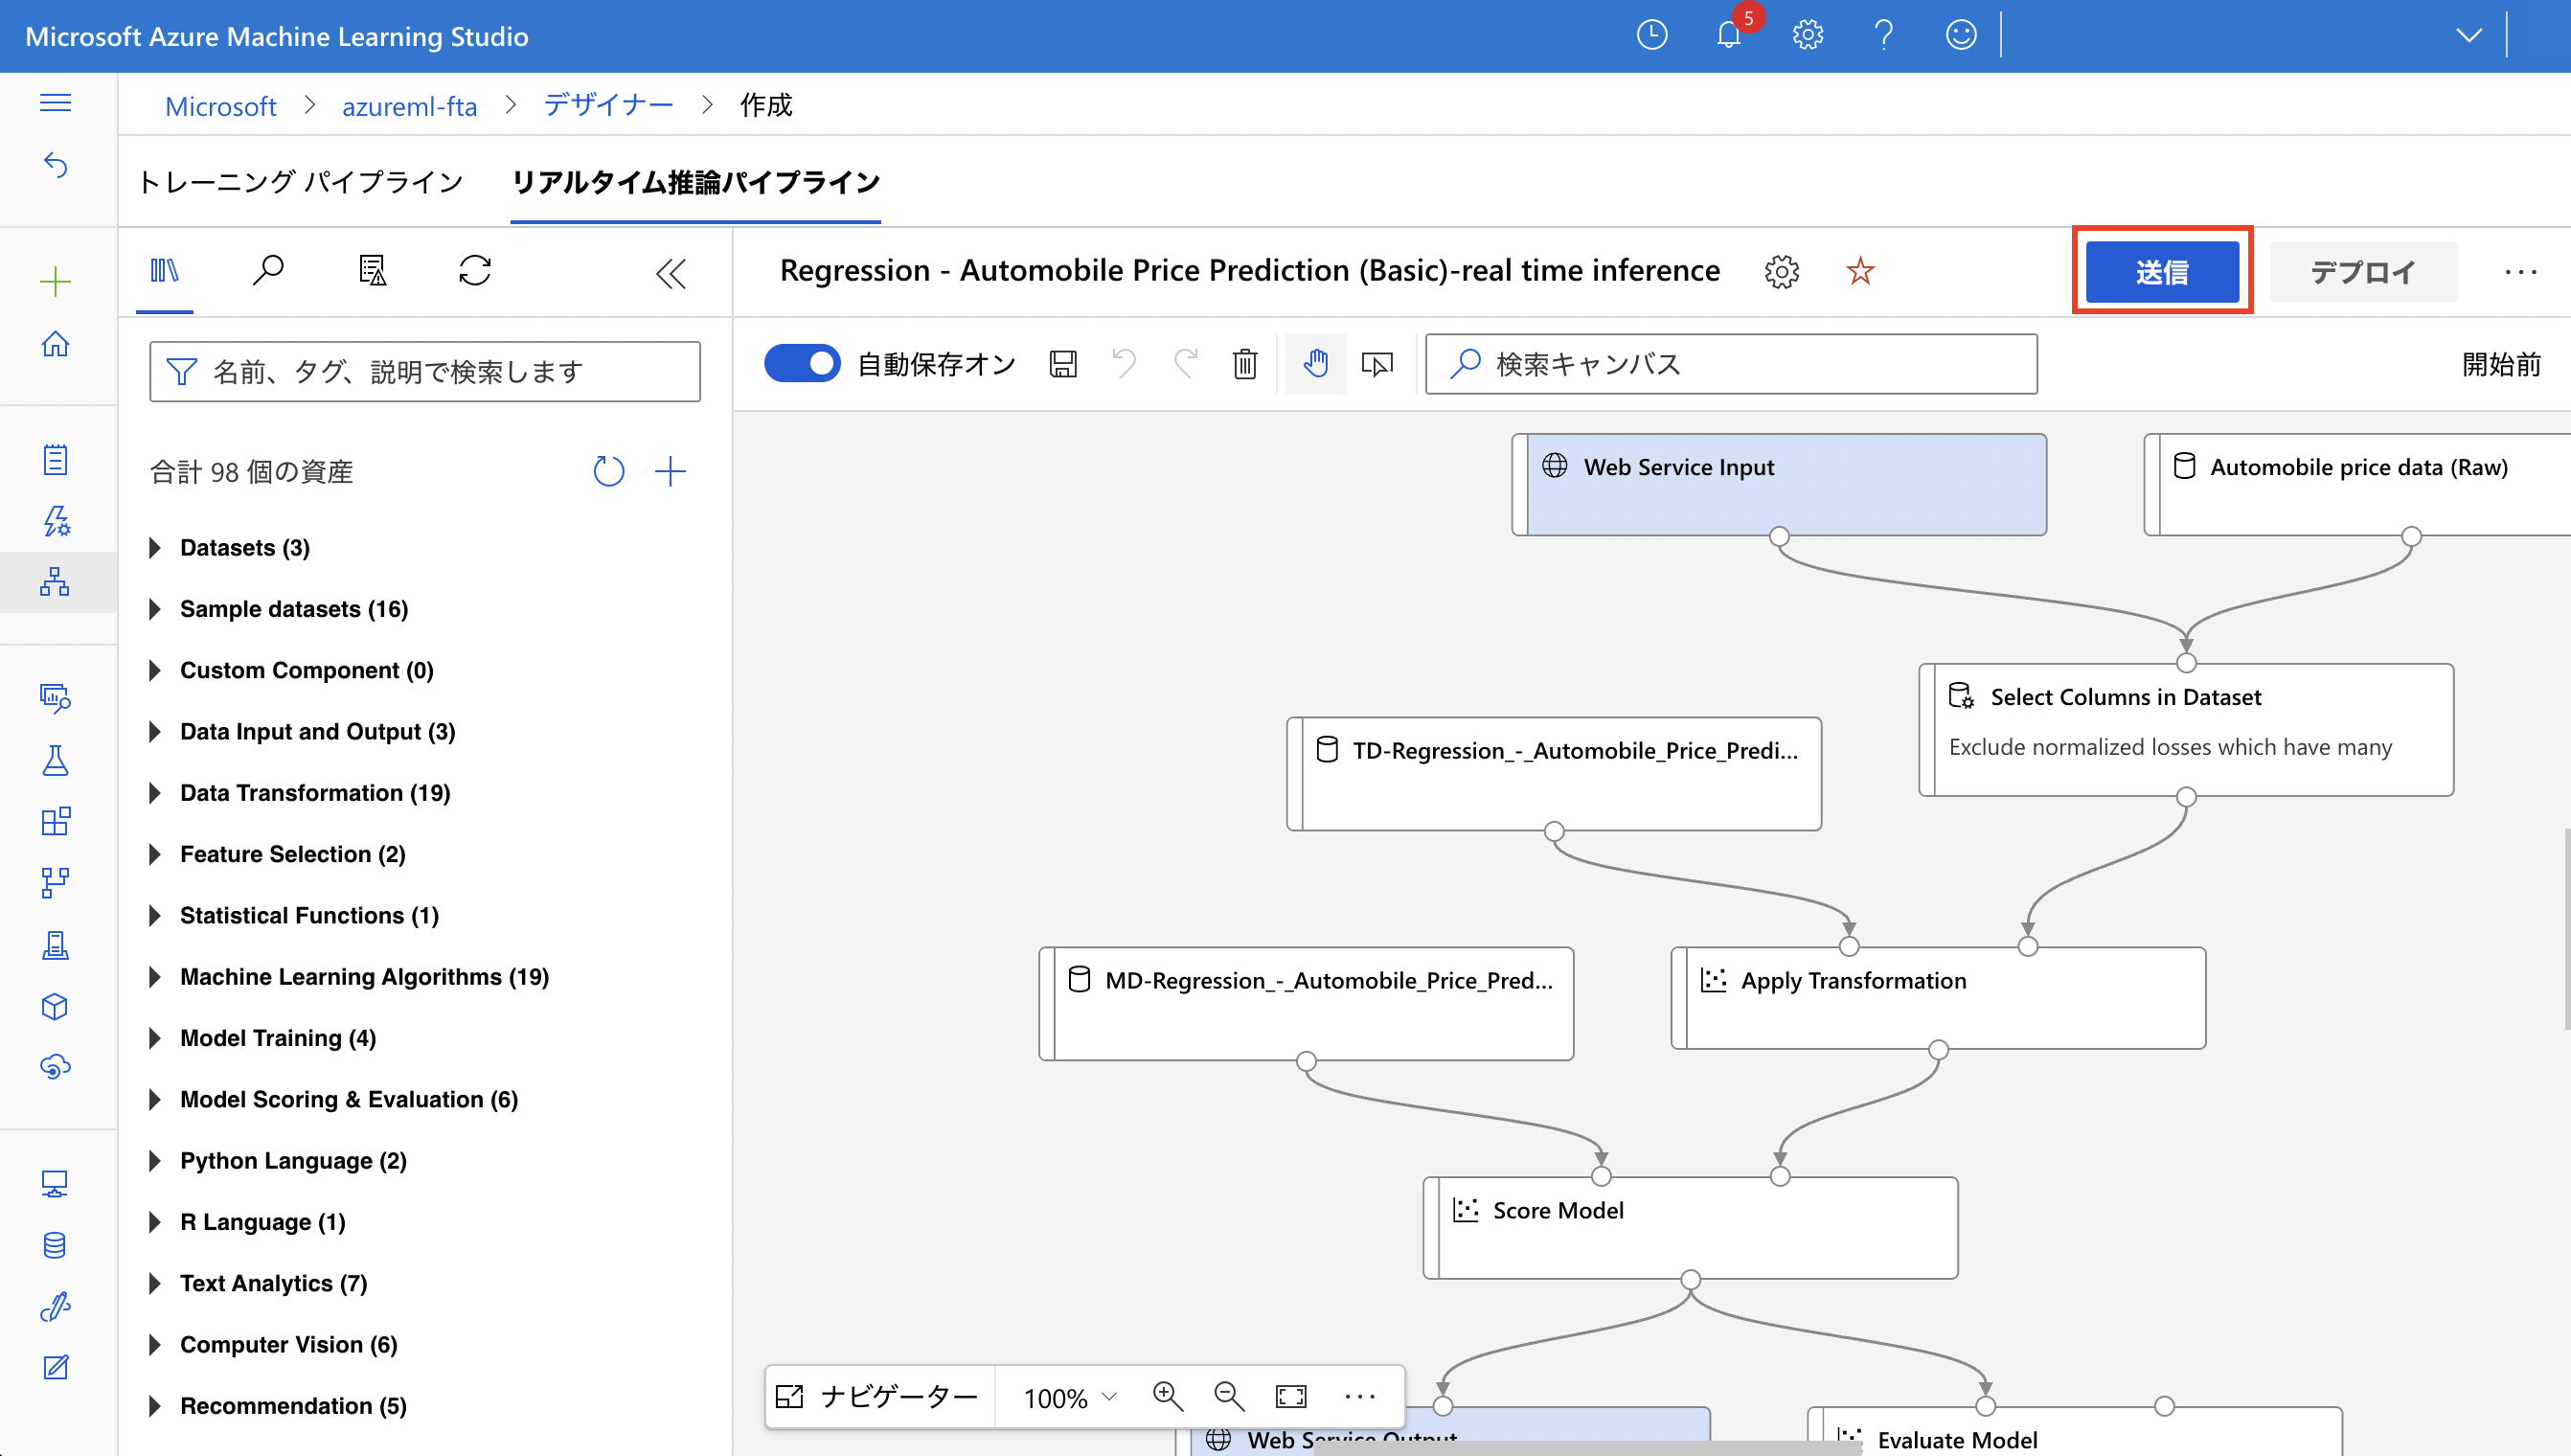 Microsoft Azure Machine Learning Studio
5
Microsoft > azureml-fta > デザイナー > 作成
トレーニング パイプライン
リアルタイム推論パイプライン
Regression - Automobile Price Prediction (Basic)-real time inference
送信
デプロイ
名前、タグ、説明で検索します
自動保存オン
検索キャンバス
開始前
合計 98 個の資産
Datasets (3)
Sample datasets (16)
Custom Component (0)
Data Input and Output (3)
Data Transformation (19)
Feature Selection (2)
Statistical Functions (1)
Machine Learning Algorithms (19)
Model Training (4)
Model Scoring & Evaluation (6)
Python Language (2)
R Language (1)
Text Analytics (7)
Computer Vision (6)
Recommendation (5)
Web Service Input
Automobile price data (Raw)
Select Columns in Dataset
Exclude normalized losses which have many
TD-Regression_-_Automobile_Price_Predi...
MD-Regression_-_Automobile_Price_Pred...
Apply Transformation
Score Model
ナビゲーター
100%
Web Service Output
Evaluate Model